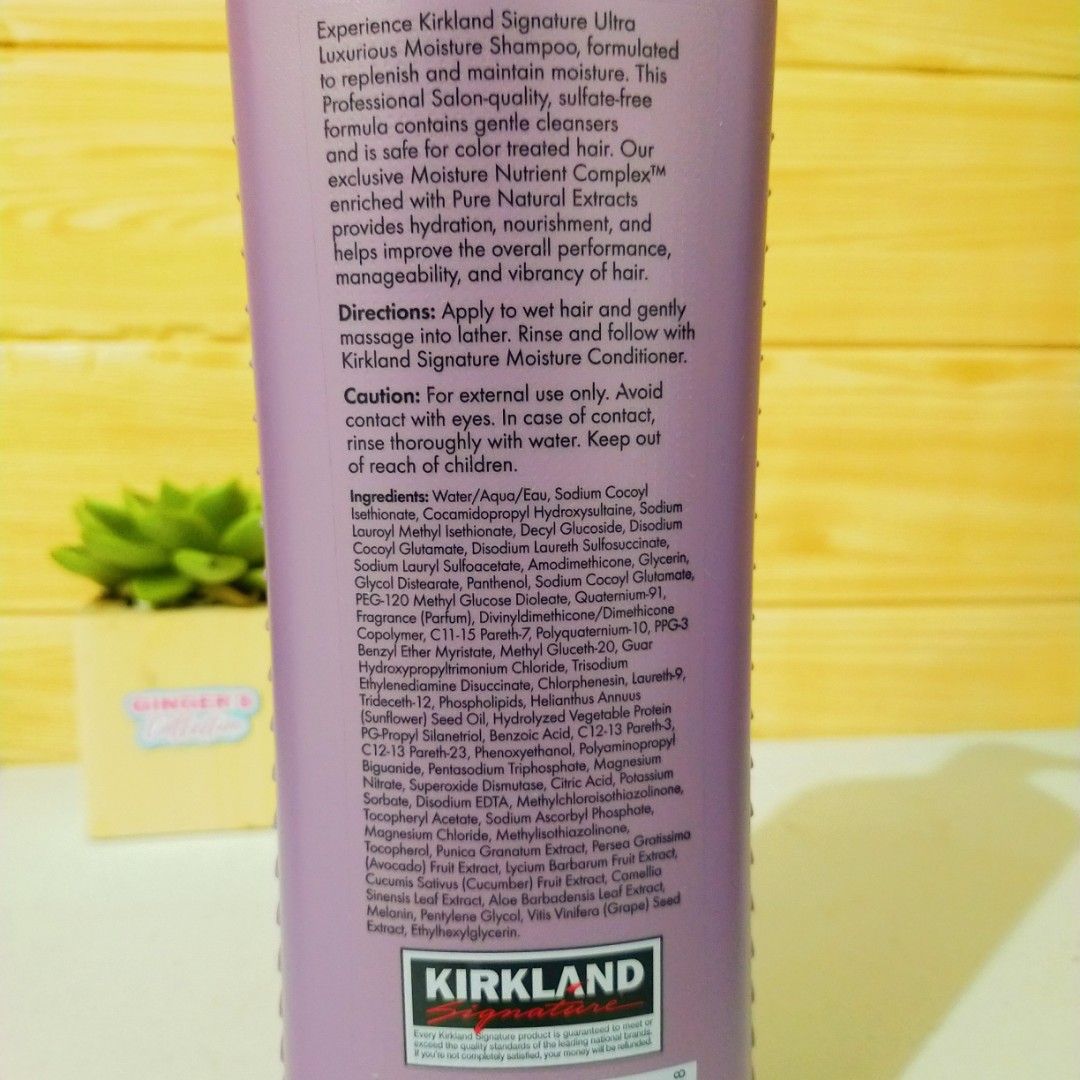 Experience Kirkland Signature Ultra
Luxurious Moisture Shampoo, formulated
to replenish and maintain moisture. This
Professional Salon-quality, sulfate-free
formula contains gentle cleansers
and is safe for color treated hair. Our
exclusive Moisture Nutrient Complex™
enriched with Pure Natural Extracts
provides hydration, nourishment, and
helps improve the overall performance,
manageability, and vibrancy of hair.
Directions: Apply to wet hair and gently
massage into lather. Rinse and follow with
Kirkland Signature Moisture Conditioner.
Caution: For external use only. Avoid
contact with eyes. In case of contact,
rinse thoroughly with water. Keep out
of reach of children.
Ingredients: Water/Aqua/Eau, Sodium Cocoyl
Isethionate, Cocamidopropyl Hydroxysultaine, Sodium
Lauroyl Methyl Isethionate, Decyl Glucoside, Disodium
Cocoyl Glutamate, Disodium Laureth Sulfosuccinate,
Sodium Lauryl Sulfoacetate, Amodimethicone, Glycerin,
Glycol Distearate, Panthenol, Sodium Cocoyl Glutamate,
PEG-120 Methyl Glucose Dioleate, Quaternium-91,
Fragrance (Parfum), Divinyldimethicone/Dimethicone
Copolymer, C11-15 Pareth-7, Polyquaternium-10, PPG-3
Benzyl Ether Myristate, Methyl Gluceth-20, Guar
Hydroxypropyltrimonium Chloride, Trisodium
Ethylenediamine Disuccinate, Chlorphenesin, Laureth-9,
Trideceth-12, Phospholipids, Helianthus Annuus
(Sunflower) Seed Oil, Hydrolyzed Vegetable Protein
PG-Propyl Silanetriol, Benzoic Acid, C12-13 Pareth-3,
C12-13 Pareth-23, Phenoxyethanol, Polyaminopropyl
Biguanide, Pentasodium Triphosphate, Magnesium
Nitrate, Superoxide Dismutase, Citric Acid, Potassium
Sorbate, Disodium EDTA, Methylchloroisothiazolinone,
Tocopheryl Acetate, Sodium Ascorbyl Phosphate,
Magnesium Chloride, Methylisothiazolinone,
Tocopherol, Punica Granatum Extract, Persea Gratissima
(Avocado) Fruit Extract, Lycium Barbarum Fruit Extract,
Cucumis Sativus (Cucumber) Fruit Extract, Camellia
Sinensis Leaf Extract, Aloe Barbadensis Leaf Extract,
Melanin, Pentylene Glycol, Vitis Vinifera (Grape) Seed
Extract, Ethylhexylglycerin.
GINGER'S
Collection
KIRKLAND
Signature
Every Kirkland Signature product is guaranteed to meet or
exceed the quality standards of the leading national brands.
If you're not completely satisfied, your money will be refunded.